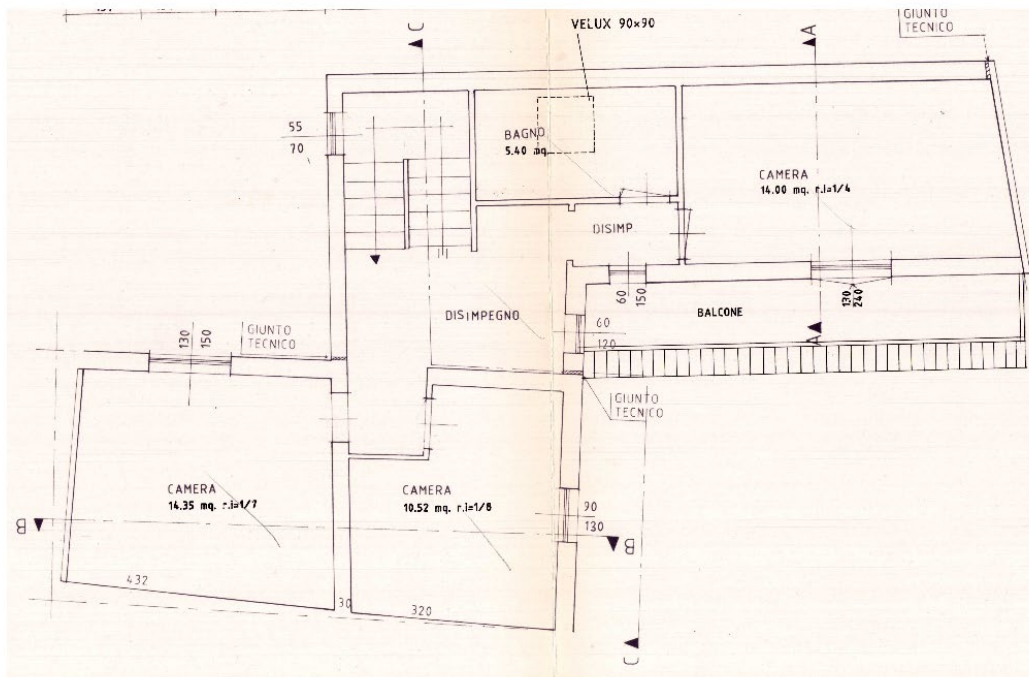 VELUX 90×90
GIUNTO
TECNICO
C
A
55
70
BAGNO
5.40 mq.
CAMERA
14.00 mq. r.i=1/4
DISIMP
60
150
130
240
BALCONE
DISIMPEGNO
60
120
A
130
150
GIUNTO
TECNICO
GIUNTO
TECNICO
CAMERA
14.35 mq. r.i=1/7
CAMERA
10.52 mq. r.i=1/8
90
130
B
B
432
30
320
C